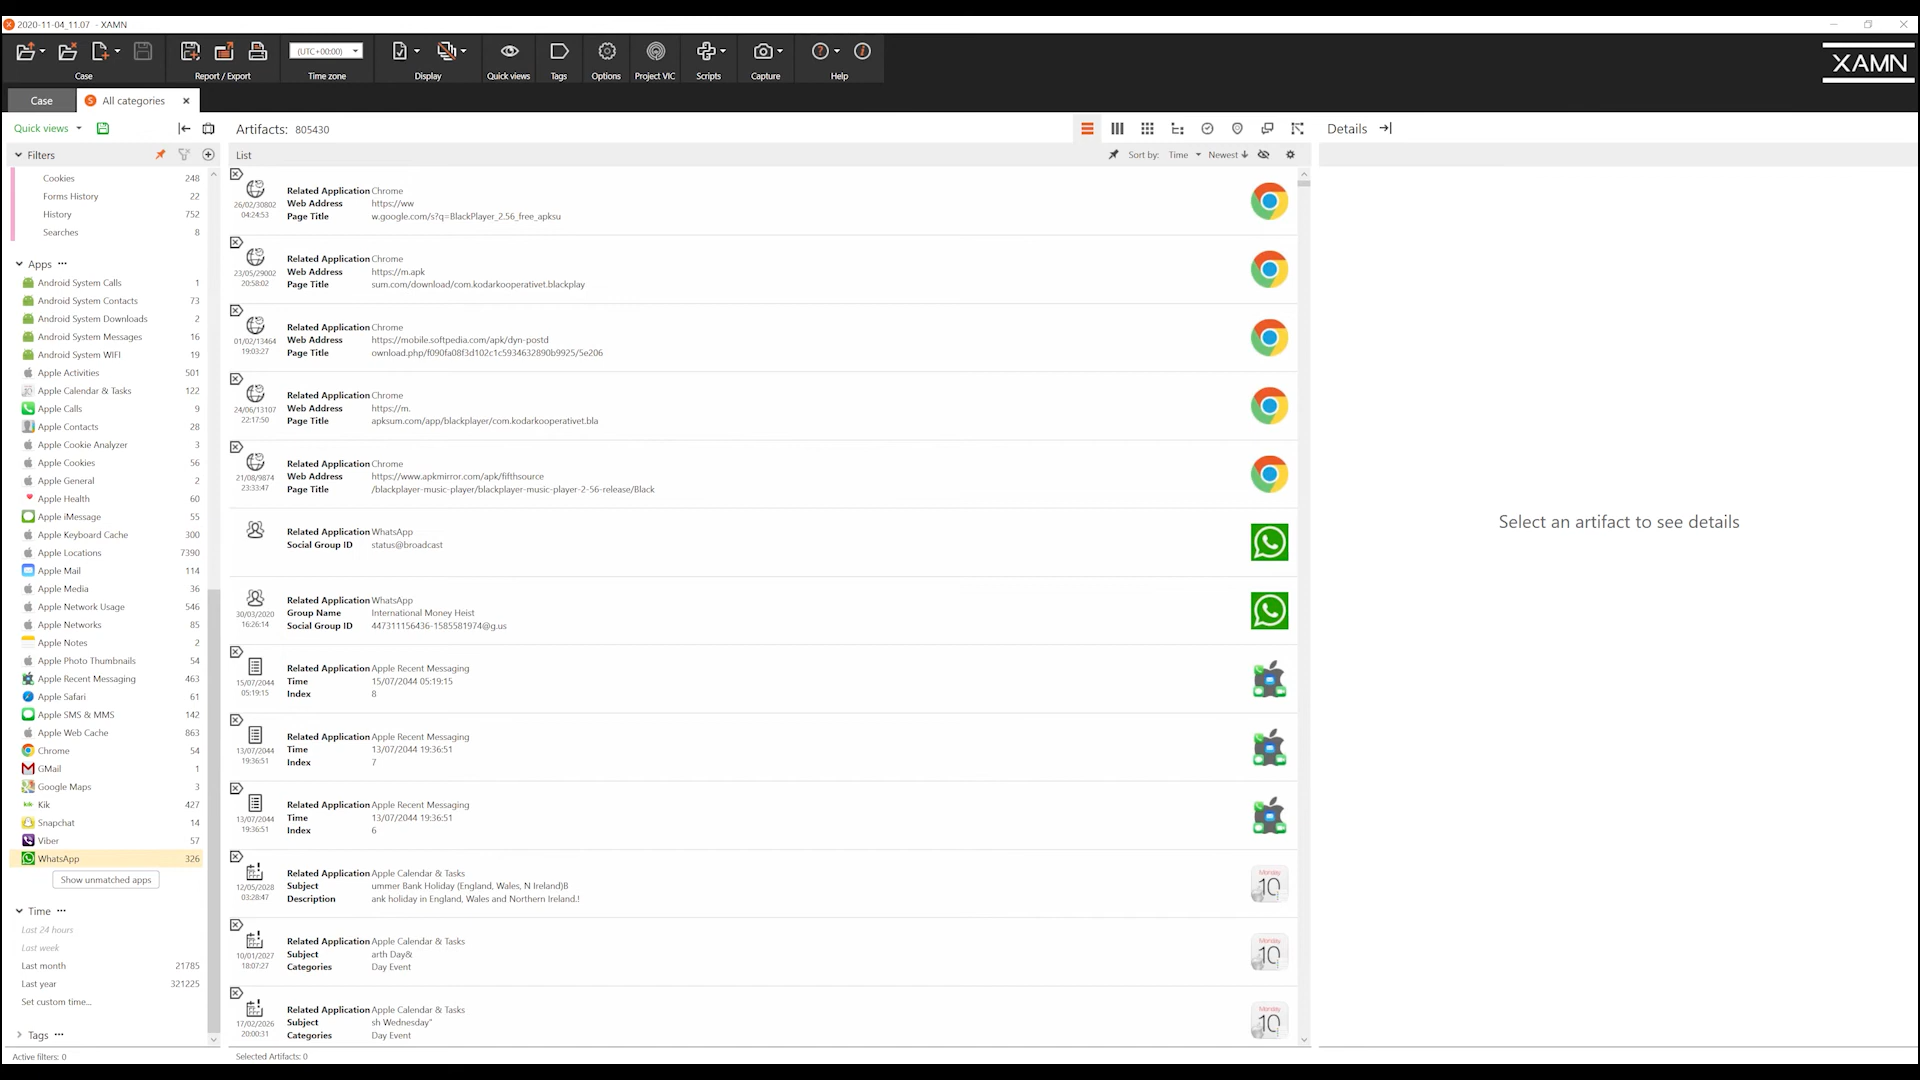 2020-11-04_11.07 - XAMN
(UTC+00:00)
Case
Report / Export
Time zone
Display
Quick views
Tags
Options
Project VIC
Scripts
Capture
Help
XAMN
Case
All categories
Quick views
Artifacts: 805430
Details
Filters
List
Sort by: Time Newest
Cookies 248
Forms History 22
History 752
Searches 8
Apps
Android System Calls 1
Android System Contacts 73
Android System Downloads 2
Android System Messages 16
Android System WIFI 19
Apple Activities 501
Apple Calendar & Tasks 122
Apple Calls 9
Apple Contacts 28
Apple Cookie Analyzer 3
Apple Cookies 56
Apple General 2
Apple Health 60
Apple iMessage 55
Apple Keyboard Cache 300
Apple Locations 7390
Apple Mail 114
Apple Media 36
Apple Network Usage 546
Apple Networks 85
Apple Notes 2
Apple Photo Thumbnails 54
Apple Recent Messaging 463
Apple Safari 61
Apple SMS & MMS 142
Apple Web Cache 863
Chrome 54
GMail 1
Google Maps 3
Kik 427
Snapchat 14
Viber 57
WhatsApp 326
Show unmatched apps
Time
Last 24 hours
Last week
Last month 21785
Last year 321225
Set custom time...
Tags
Active filters: 0
26/02/30802
04:24:53
Related Application Chrome
Web Address https://ww
Page Title w.google.com/s?q=BlackPlayer_2.56_free_apksu
23/05/29002
20:58:02
Related Application Chrome
Web Address https://m.apk
Page Title sum.com/download/com.kodarkooperativet.blackplay
01/02/13464
19:03:27
Related Application Chrome
Web Address https://mobile.softpedia.com/apk/dyn-postd
Page Title ownload.php/f090fa08f3d102c1c5934632890b9925/5e206
24/06/13107
22:17:50
Related Application Chrome
Web Address https://m.
Page Title apksum.com/app/blackplayer/com.kodarkooperativet.bla
21/08/9874
23:33:47
Related Application Chrome
Web Address https://www.apkmirror.com/apk/fifthsource
Page Title /blackplayer-music-player/blackplayer-music-player-2-56-release/Black
Related Application WhatsApp
Social Group ID status@broadcast
30/03/2020
16:26:14
Related Application WhatsApp
Group Name International Money Heist
Social Group ID 447311156436-1585581974@g.us
15/07/2044
05:19:15
Related Application Apple Recent Messaging
Time 15/07/2044 05:19:15
Index 8
13/07/2044
19:36:51
Related Application Apple Recent Messaging
Time 13/07/2044 19:36:51
Index 7
13/07/2044
19:36:51
Related Application Apple Recent Messaging
Time 13/07/2044 19:36:51
Index 6
12/05/2028
03:28:47
Related Application Apple Calendar & Tasks
Subject ummer Bank Holiday (England, Wales, N Ireland)B
Description ank holiday in England, Wales and Northern Ireland.!
Monday
10
10/01/2027
18:07:27
Related Application Apple Calendar & Tasks
Subject arth Day&
Categories Day Event
Monday
10
17/02/2026
20:00:31
Related Application Apple Calendar & Tasks
Subject sh Wednesday"
Categories Day Event
Monday
10
Selected Artifacts: 0
Select an artifact to see details